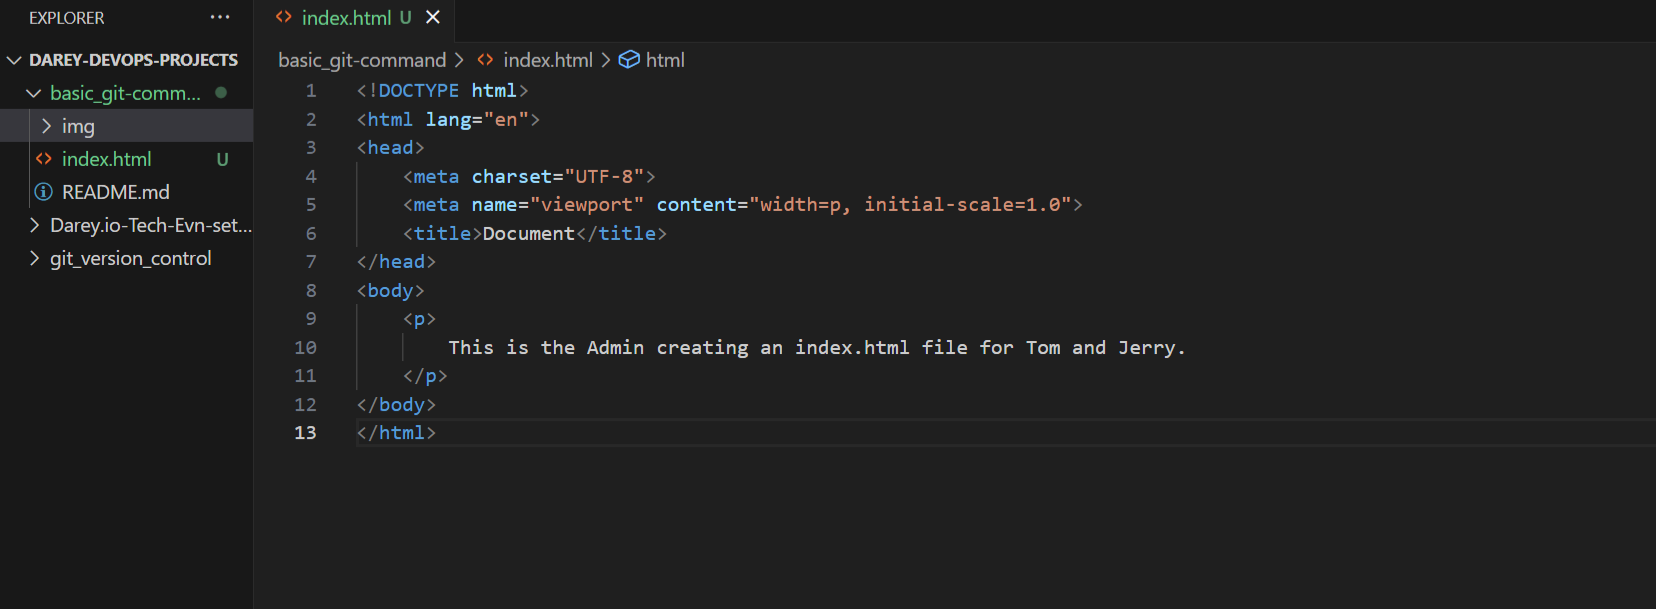 EXPLORER ···
DAREY-DEVOPS-PROJECTS
basic_git-comm...
img
index.html U
README.md
Darey.io-Tech-Evn-set...
git_version_control
index.html U
basic_git-command > index.html > html
1 <!DOCTYPE html>
2 <html lang="en">
3 <head>
4 <meta charset="UTF-8">
5 <meta name="viewport" content="width=p, initial-scale=1.0">
6 <title>Document</title>
7 </head>
8 <body>
9 <p>
10 This is the Admin creating an index.html file for Tom and Jerry.
11 </p>
12 </body>
13 </html>